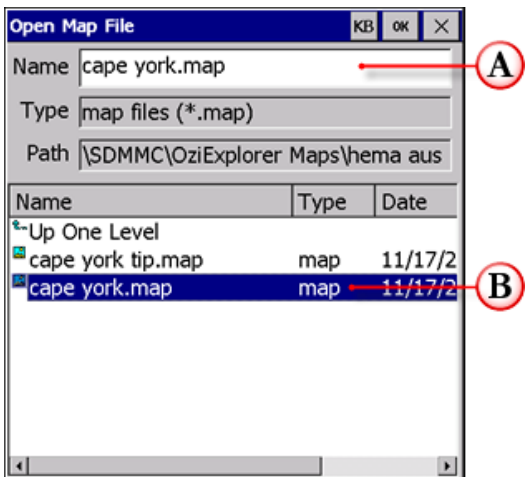 Open Map File KB OK
Name cape york.map
A
Type map files (*.map)
Path \SDMMC\OziExplorer Maps\hema aus
Name Type Date
Up One Level
cape york tip.map map 11/17/2
cape york.map map 11/17/2
B